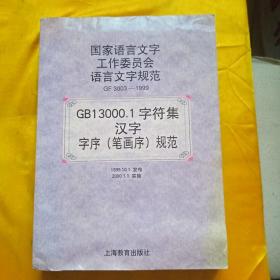 国家语言文字
工作委员会
语言文字规范
GF 3003—1999
GB13000.1字符集
汉字
字序（笔画序）规范
1999.10.1 发布
2000.1.1 实施
上海教育出版社